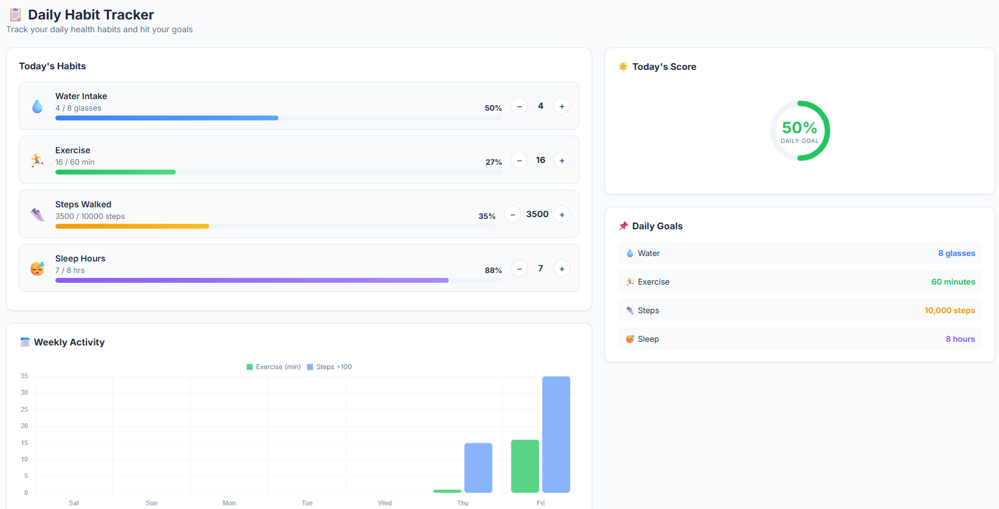 Daily Habit Tracker
Track your daily health habits and hit your goals
Today's Habits
Water Intake
4 / 8 glasses
50%
−
4
+
Exercise
16 / 60 min
27%
−
16
+
Steps Walked
3500 / 10000 steps
35%
−
3500
+
Sleep Hours
7 / 8 hrs
88%
−
7
+
Weekly Activity
Exercise (min) Steps ÷100
35
30
25
20
15
10
5
0
Sat Sun Mon Tue Wed Thu Fri
Today's Score
50%
DAILY GOAL
Daily Goals
Water 8 glasses
Exercise 60 minutes
Steps 10,000 steps
Sleep 8 hours